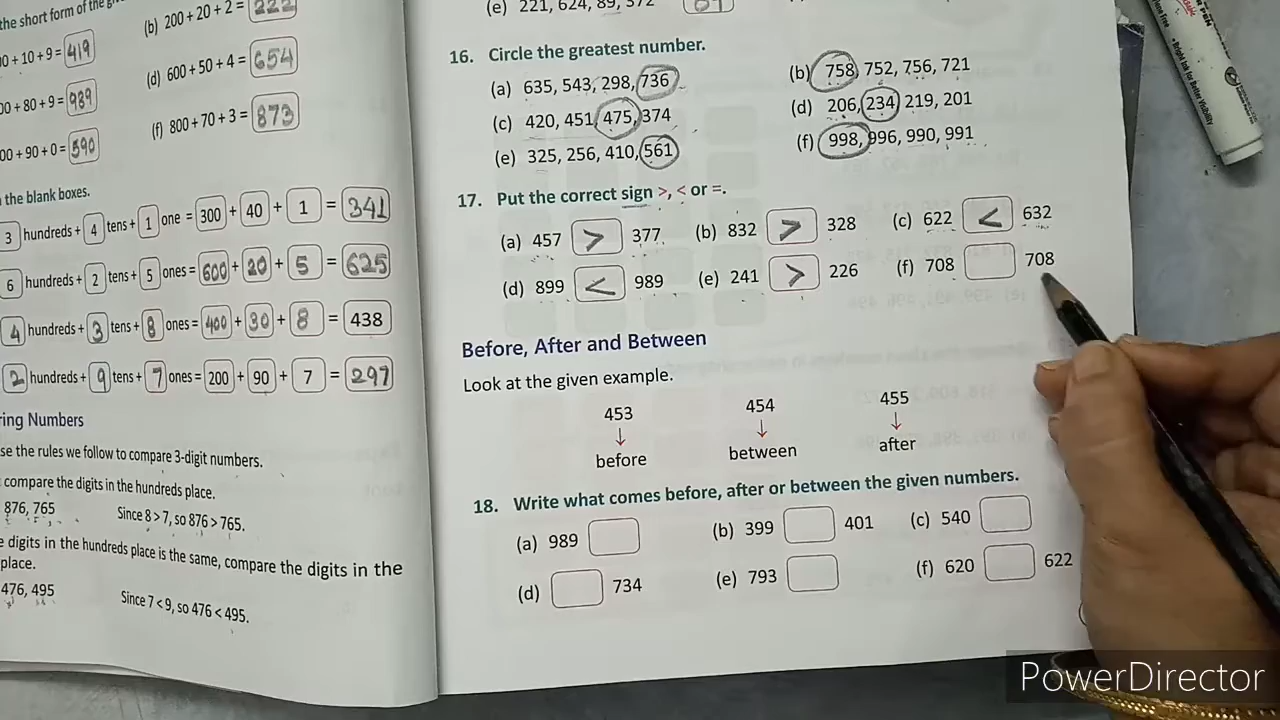 the short form of the
0 + 10 + 9 = 419
(b) 200 + 20 + 2 = 222
00 + 80 + 9 = 989
(d) 600 + 50 + 4 = 654
00 + 90 + 0 = 590
(f) 800 + 70 + 3 = 873
the blank boxes.
3 hundreds + 4 tens + 1 one = 300 + 40 + 1 = 341
6 hundreds + 2 tens + 5 ones = 600 + 20 + 5 = 625
4 hundreds + 3 tens + 8 ones = 400 + 30 + 8 = 438
2 hundreds + 9 tens + 7 ones = 200 + 90 + 7 = 297
ring Numbers
se the rules we follow to compare 3-digit numbers.
compare the digits in the hundreds place.
876, 765 Since 8 > 7, so 876 > 765.
e digits in the hundreds place is the same, compare the digits in the
place.
476, 495 Since 7 < 9, so 476 < 495.
(e) 221, 624, 89, 372
16. Circle the greatest number.
(a) 635, 543, 298, 736 (b) 758, 752, 756, 721
(c) 420, 451, 475, 374 (d) 206, 234, 219, 201
(e) 325, 256, 410, 561 (f) 998, 996, 990, 991
17. Put the correct sign >, < or =.
(a) 457 > 377 (b) 832 > 328 (c) 622 < 632
(d) 899 < 989 (e) 241 > 226 (f) 708 708
Before, After and Between
Look at the given example.
453 454 455
↓ ↓ ↓
before between after
18. Write what comes before, after or between the given numbers.
(a) 989 (b) 399 401 (c) 540
(d) 734 (e) 793 (f) 620 622
PowerDirector